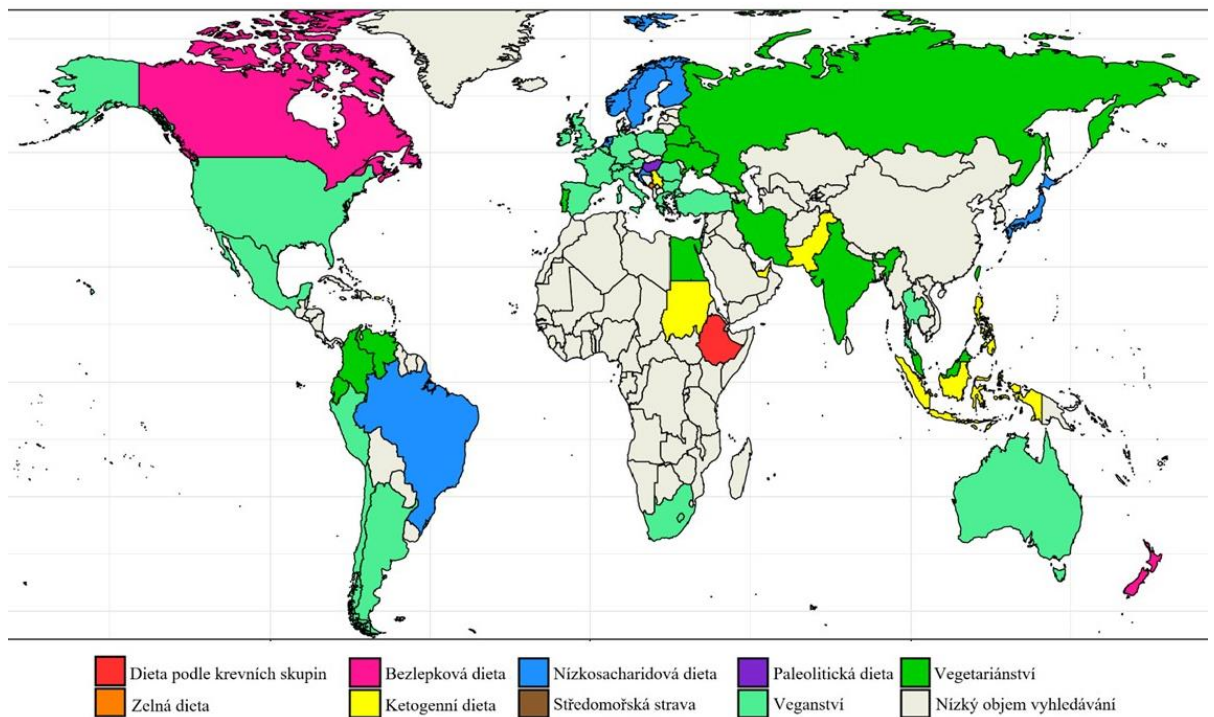 Dieta podle krevních skupin
Bezlepková dieta
Nízkosacharidová dieta
Paleolitická dieta
Vegetariánství
Zelná dieta
Ketogenní dieta
Středomořská strava
Veganství
Nízký objem vyhledávání